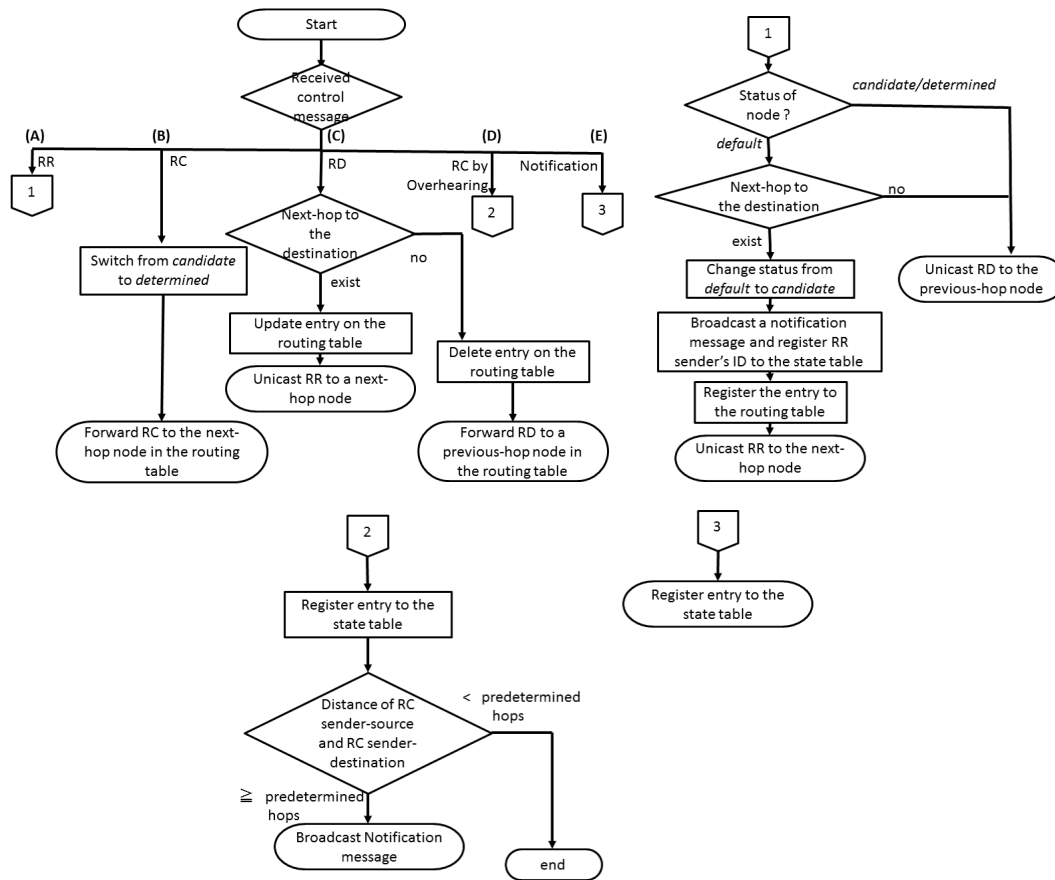 Start
Received
control
message
(A)
RR
1
(B)
RC
Switch from candidate
to determined
Forward RC to the next-
hop node in the routing
table
(C)
RD
Next-hop to
the
destination
exist
no
Update entry on the
routing table
Unicast RR to a next-
hop node
Delete entry on the
routing table
Forward RD to a
previous-hop node in
the routing table
(D)
RC by
Overhearing
2
(E)
Notification
3
1
Status of
node ?
candidate/determined
default
Next-hop to
the destination
no
exist
Unicast RD to the
previous-hop node
Change status from
default to candidate
Broadcast a notification
message and register RR
sender's ID to the state table
Register the entry to
the routing table
Unicast RR to the next-
hop node
2
Register entry to the
state table
Distance of RC
sender-source
and RC sender-
destination
< predetermined
hops
≧ predetermined
hops
Broadcast Notification
message
end
3
Register entry to the
state table